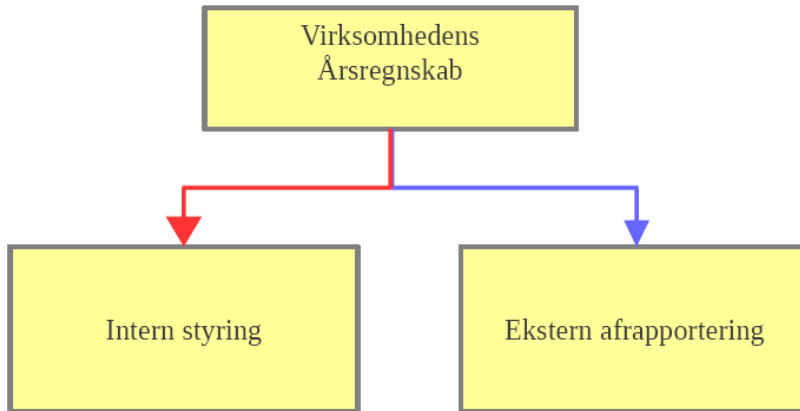 Virksomhedens
Årsregnskab
Intern styring
Ekstern afrapportering